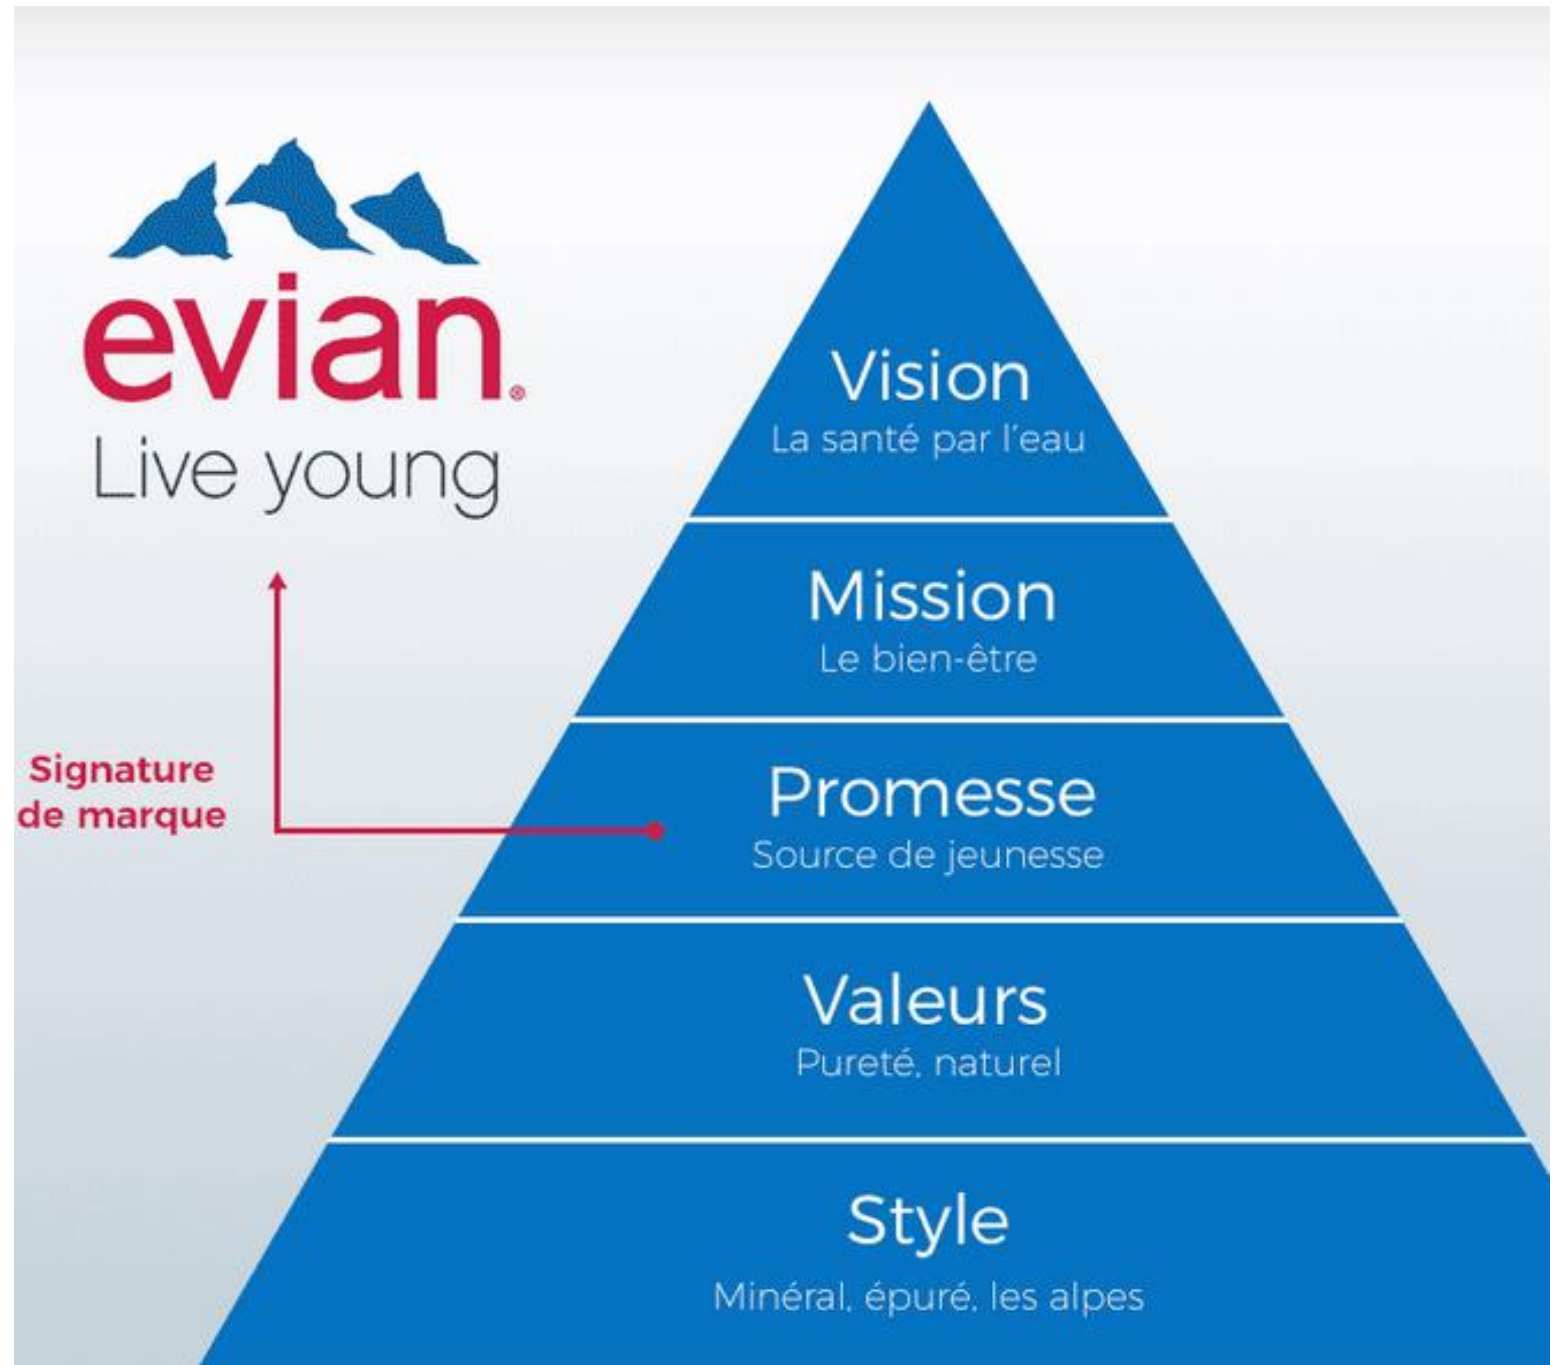 evian.®
Live young
Signature
de marque
Vision
La santé par l'eau
Mission
Le bien-être
Promesse
Source de jeunesse
Valeurs
Pureté, naturel
Style
Minéral, épuré, les alpes